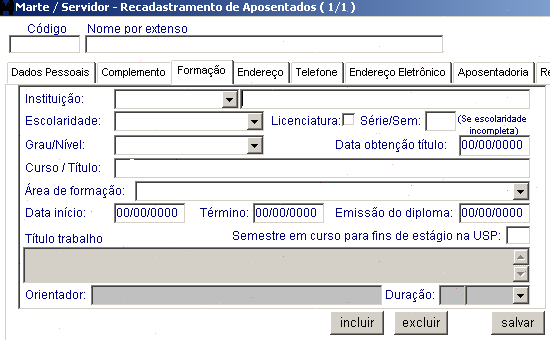 Marte / Servidor - Recadastramento de Aposentados ( 1/1 )
Código Nome por extenso
Dados Pessoais Complemento Formação Endereço Telefone Endereço Eletrônico Aposentadoria Re
Instituição:
Escolaridade: Licenciatura: Série/Sem: (Se escolaridade
incompleta)
Grau/Nível: Data obtenção título: 00/00/0000
Curso / Título:
Área de formação:
Data início: 00/00/0000 Término: 00/00/0000 Emissão do diploma: 00/00/0000
Título trabalho Semestre em curso para fins de estágio na USP:
Orientador: Duração:
incluir excluir salvar